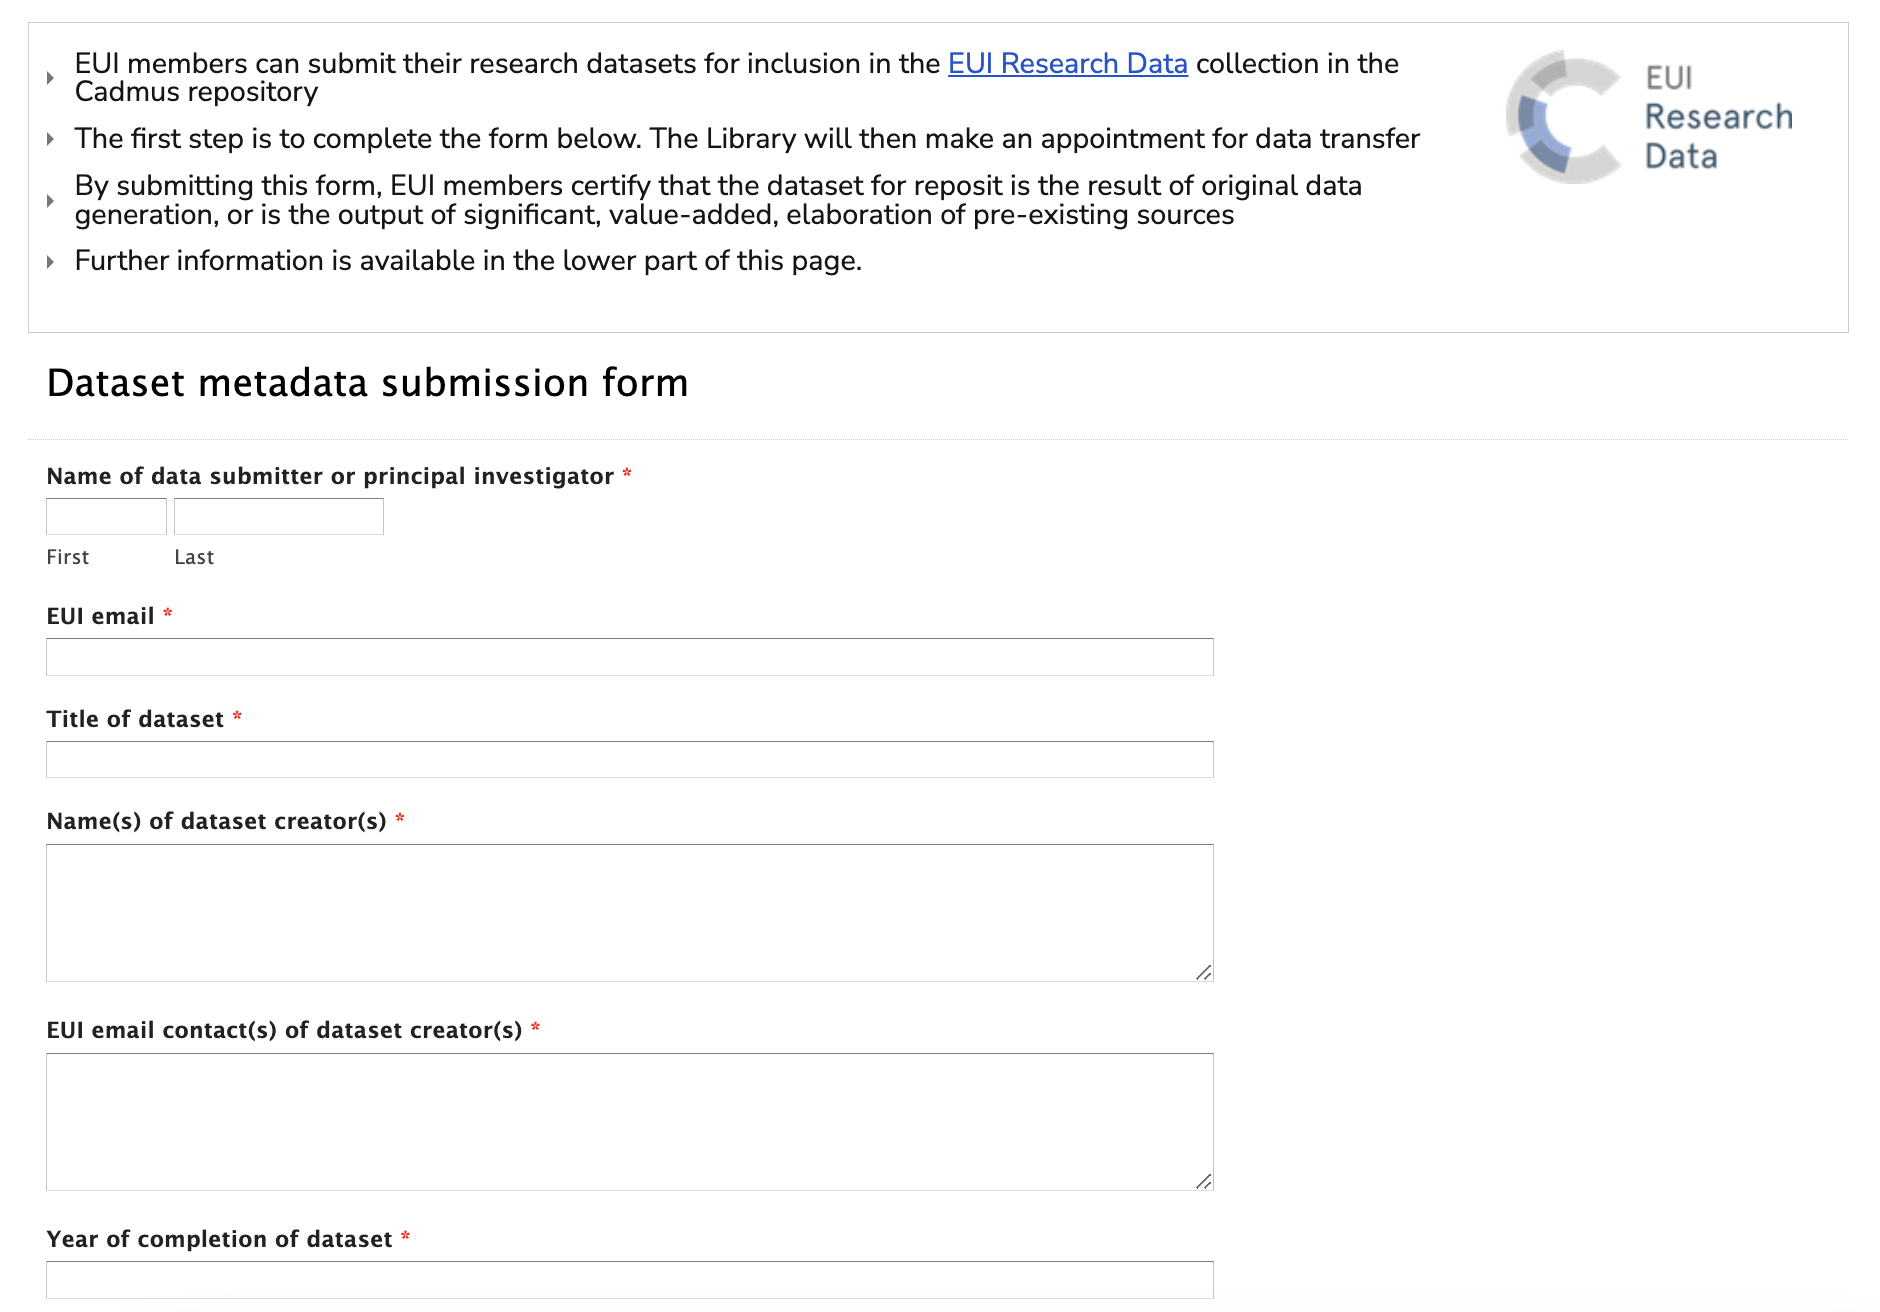 EUI members can submit their research datasets for inclusion in the EUI Research Data collection in the
Cadmus repository
The first step is to complete the form below. The Library will then make an appointment for data transfer
By submitting this form, EUI members certify that the dataset for reposit is the result of original data
generation, or is the output of significant, value-added, elaboration of pre-existing sources
Further information is available in the lower part of this page.
EUI
Research
Data
Dataset metadata submission form
Name of data submitter or principal investigator *
First Last
EUI email *
Title of dataset *
Name(s) of dataset creator(s) *
EUI email contact(s) of dataset creator(s) *
Year of completion of dataset *